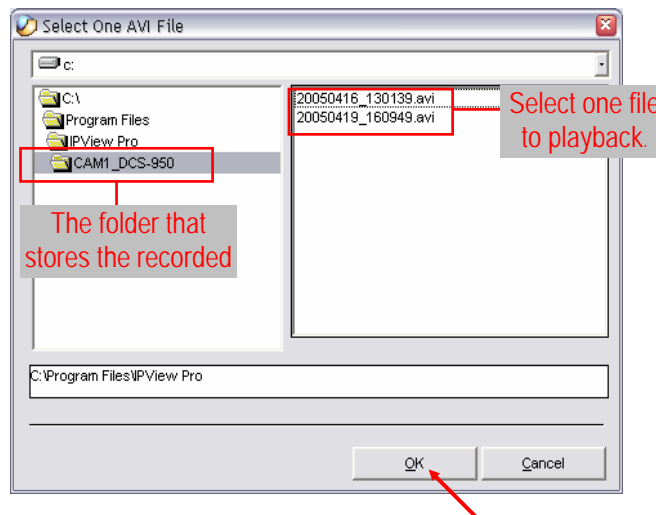 Select One AVI File
c:
C:\
Program Files
IPView Pro
CAM1_DCS-950
20050416_130139.avi
20050419_160949.avi
Select one file
to playback.
The folder that
stores the recorded
C:\Program Files\IPView Pro
OK
Cancel